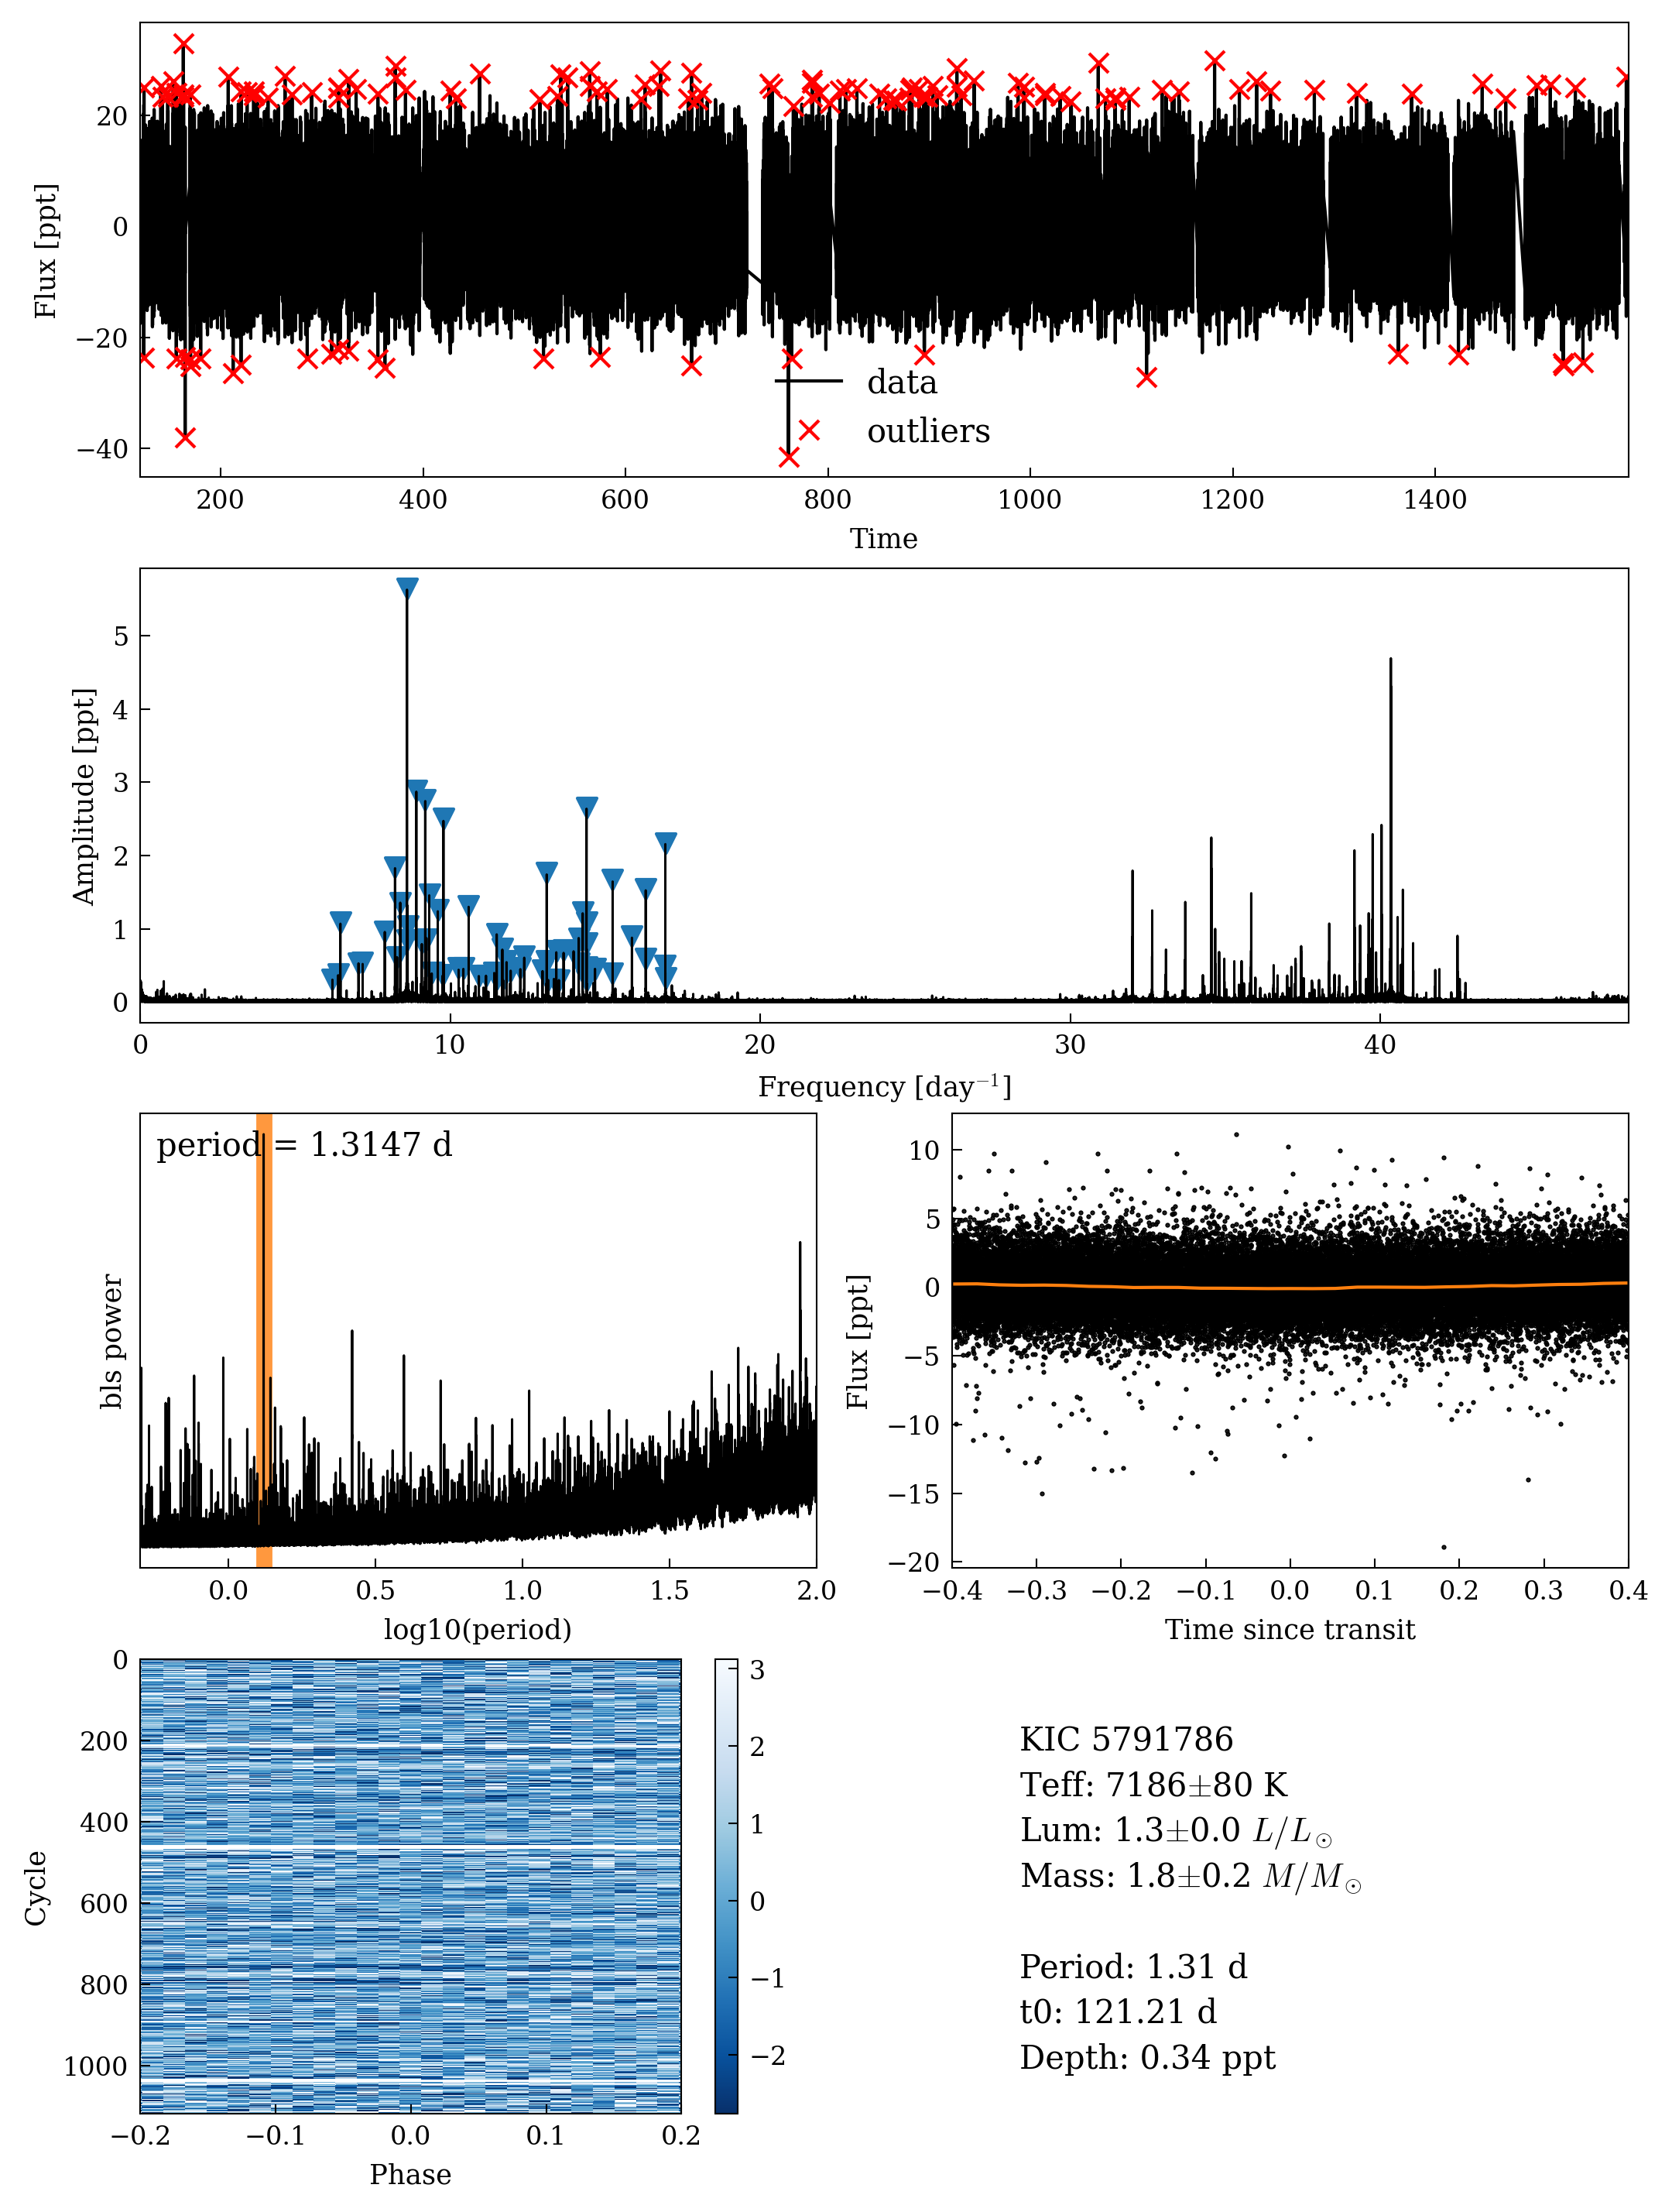 20
0
−20
−40
Flux [ppt]
data
outliers
200 400 600 800 1000 1200 1400
Time
5
4
3
2
1
0
Amplitude [ppt]
0 10 20 30 40
Frequency [day⁻¹]
period = 1.3147 d
bls power
0.0 0.5 1.0 1.5 2.0
log10(period)
10
5
0
−5
−10
−15
−20
Flux [ppt]
−0.4 −0.3 −0.2 −0.1 0.0 0.1 0.2 0.3 0.4
Time since transit
0
200
400
600
800
1000
Cycle
−0.2 −0.1 0.0 0.1 0.2
Phase
3
2
1
0
−1
−2
KIC 5791786
Teff: 7186±80 K
Lum: 1.3±0.0 L/L☉
Mass: 1.8±0.2 M/M☉
Period: 1.31 d
t0: 121.21 d
Depth: 0.34 ppt